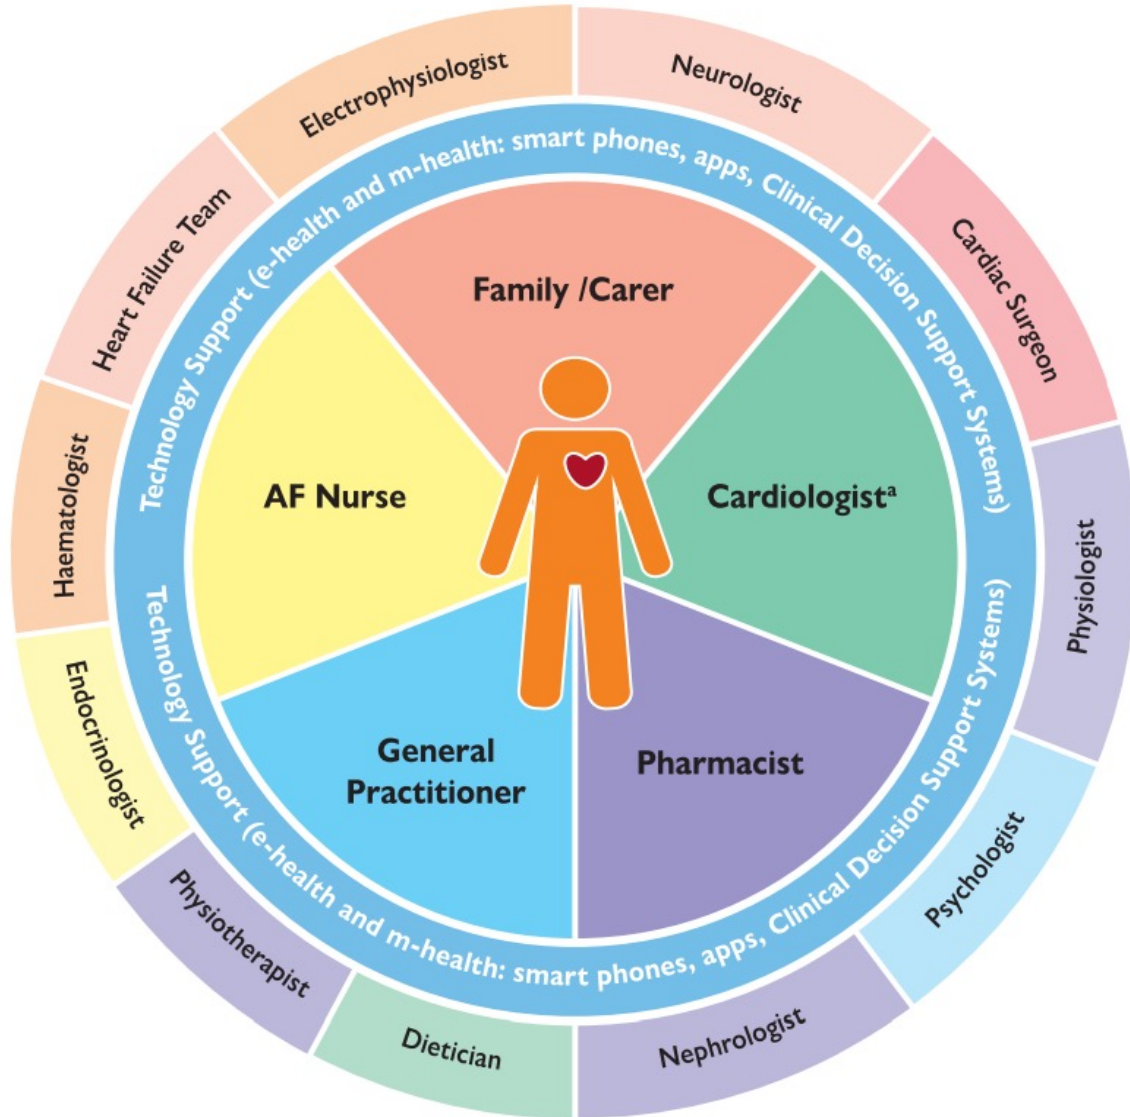 Electrophysiologist
Neurologist
Cardiac Surgeon
Physiologist
Psychologist
Nephrologist
Dietician
Physiotherapist
Endocrinologist
Haematologist
Heart Failure Team
Technology Support (e-health and m-health: smart phones, apps, Clinical Decision Support Systems)
Technology Support (e-health and m-health: smart phones, apps, Clinical Decision Support Systems)
Family /Carer
Cardiologistᵃ
Pharmacist
General
Practitioner
AF Nurse